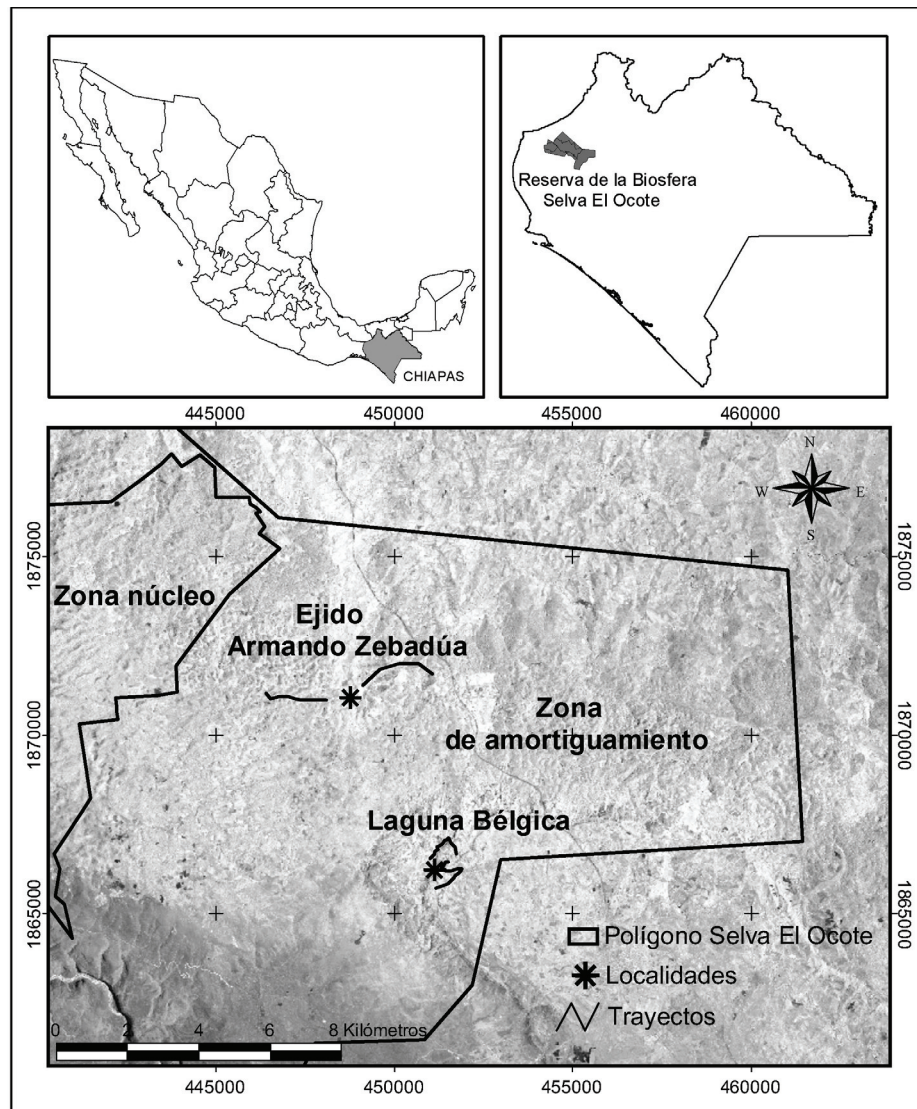 CHIAPAS
Reserva de la Biosfera
Selva El Ocote
445000 450000 455000 460000
N
W E
S
1875000 1875000
Zona núcleo
Ejido
Armando Zebadúa
Zona
de amortiguamiento
1870000 1870000
Laguna Bélgica
1865000 1865000
Polígono Selva El Ocote
Localidades
Trayectos
0 2 4 6 8 Kilómetros
445000 450000 455000 460000